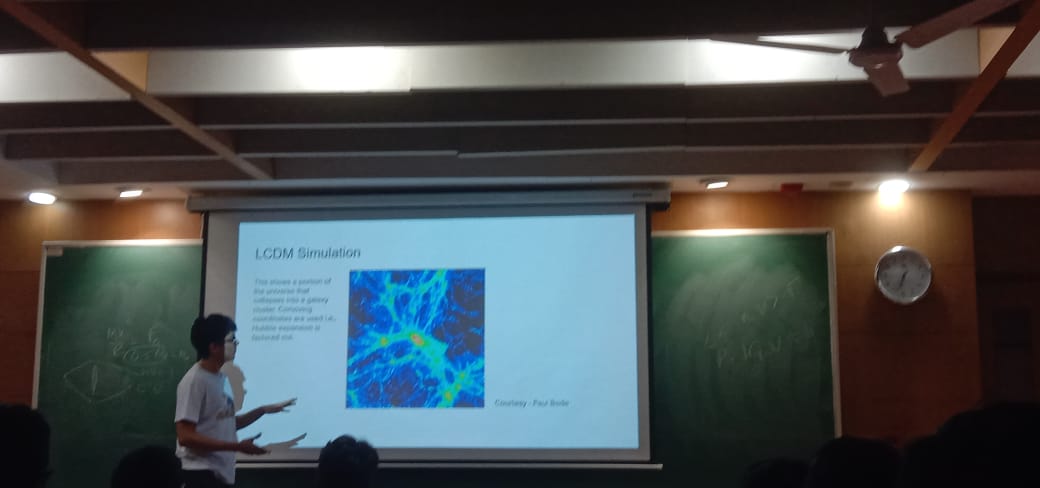 LCDM Simulation
This shows a portion of
the universe that
collapses into a galaxy
cluster. Comoving
coordinates are used i.e.,
Hubble expansion is
factored out.
Courtesy - Paul Bode